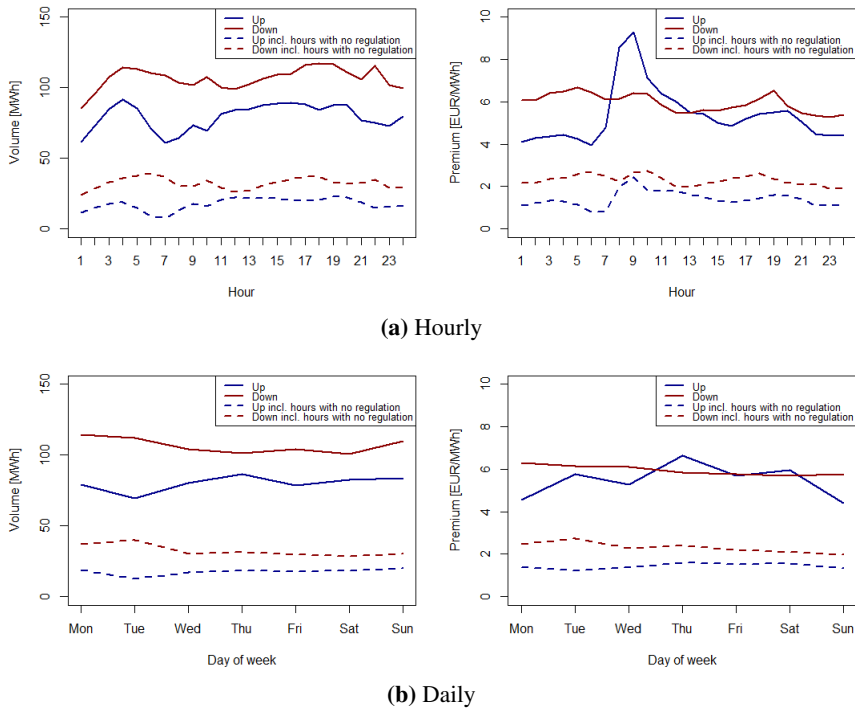 Volume [MWh]
150
100
50
0
Up
Down
Up incl. hours with no regulation
Down incl. hours with no regulation
1 3 5 7 9 11 13 15 17 19 21 23
Hour
Premium [EUR/MWh]
10
8
6
4
2
0
Up
Down
Up incl. hours with no regulation
Down incl. hours with no regulation
1 3 5 7 9 11 13 15 17 19 21 23
Hour
(a) Hourly
Volume [MWh]
150
100
50
0
Up
Down
Up incl. hours with no regulation
Down incl. hours with no regulation
Mon Tue Wed Thu Fri Sat Sun
Day of week
Premium [EUR/MWh]
10
8
6
4
2
0
Up
Down
Up incl. hours with no regulation
Down incl. hours with no regulation
Mon Tue Wed Thu Fri Sat Sun
Day of week
(b) Daily